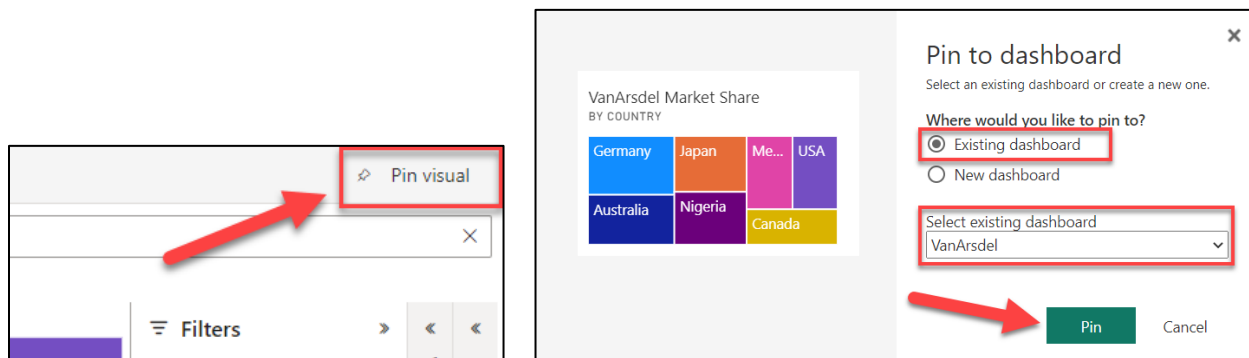 Pin visual
Filters
VanArsdel Market Share
BY COUNTRY
Germany
Japan
Me...
USA
Australia
Nigeria
Canada
Pin to dashboard
Select an existing dashboard or create a new one.
Where would you like to pin to?
Existing dashboard
New dashboard
Select existing dashboard
VanArsdel
Pin
Cancel